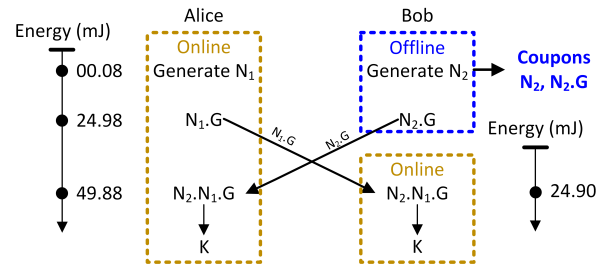 Alice
Bob
Energy (mJ)
Online
Offline
Coupons
N₂, N₂.G
00.08
Generate N₁
Generate N₂
24.98
N₁.G
N₂.G
N₁.G
N₂.G
Energy (mJ)
Online
49.88
N₂.N₁.G
N₂.N₁.G
24.90
K
K